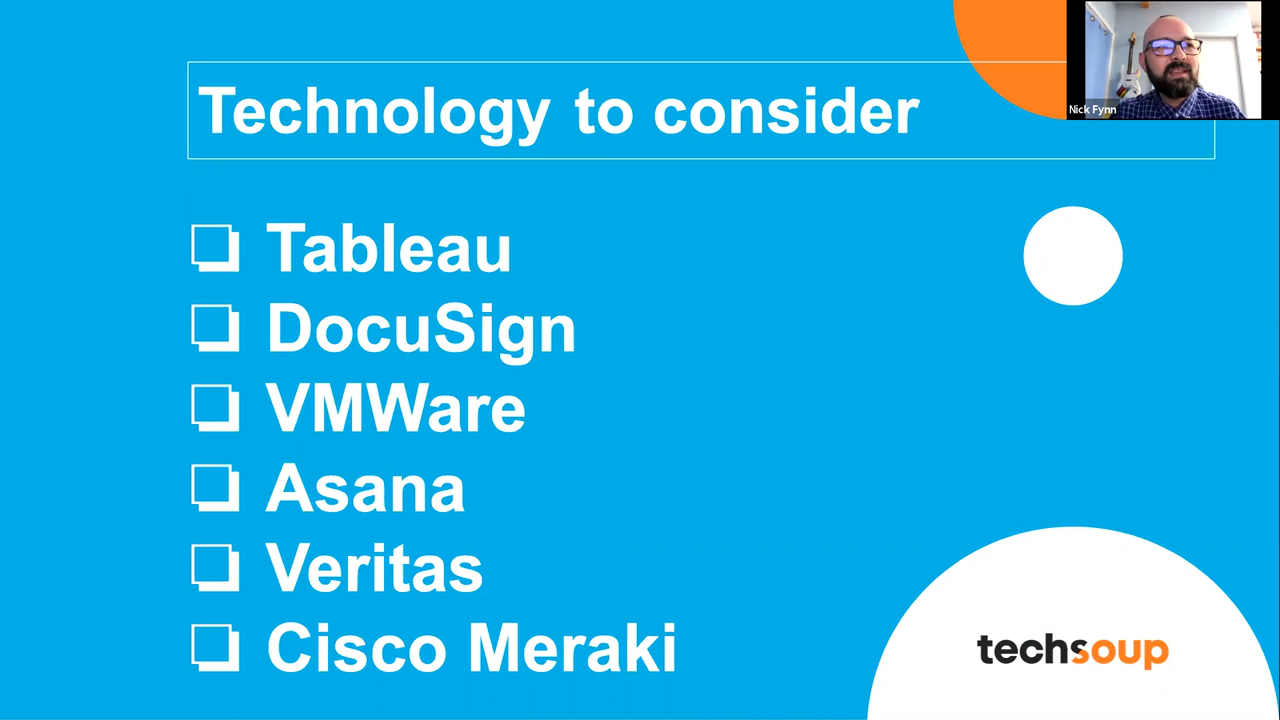 Technology to consider
Nick Fynn
Tableau
DocuSign
VMWare
Asana
Veritas
Cisco Meraki
techsoup